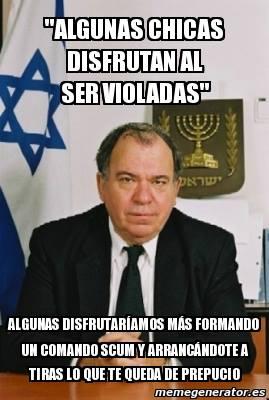 "ALGUNAS CHICAS
DISFRUTAN AL
SER VIOLADAS"
ישראל
ALGUNAS DISFRUTARÍAMOS MÁS FORMANDO
UN COMANDO SCUM Y ARRANCÁNDOTE A
TIRAS LO QUE TE QUEDA DE PREPUCIO
memegenerator.es